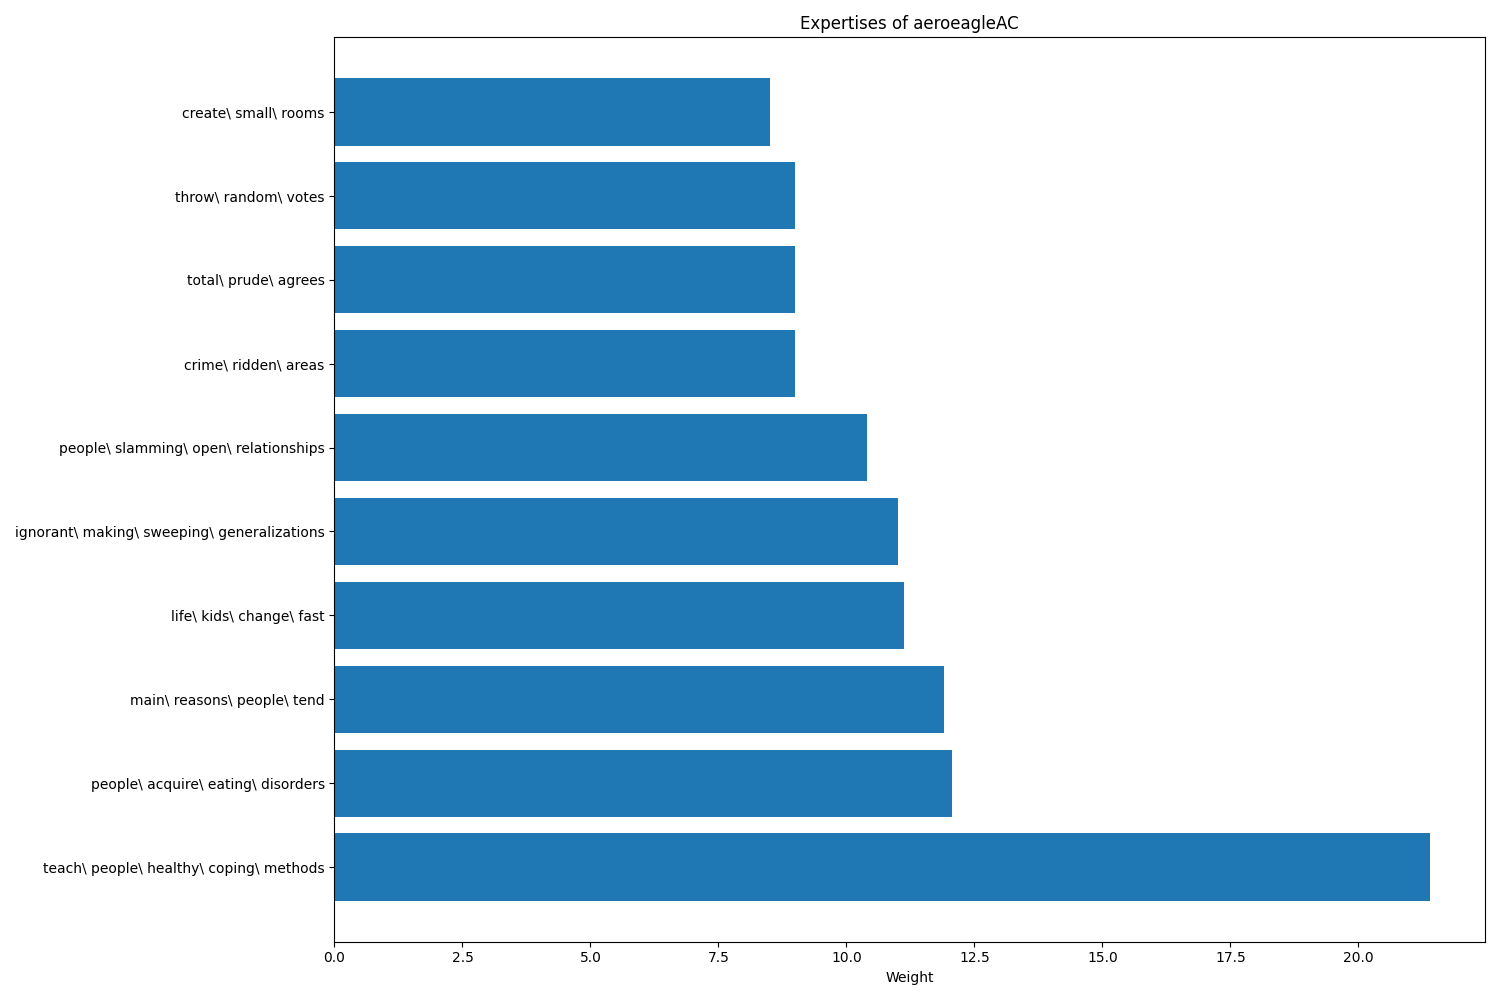 Expertises of aeroeagleAC
create\ small\ rooms
throw\ random\ votes
total\ prude\ agrees
crime\ ridden\ areas
people\ slamming\ open\ relationships
ignorant\ making\ sweeping\ generalizations
life\ kids\ change\ fast
main\ reasons\ people\ tend
people\ acquire\ eating\ disorders
teach\ people\ healthy\ coping\ methods
0.0 2.5 5.0 7.5 10.0 12.5 15.0 17.5 20.0
Weight